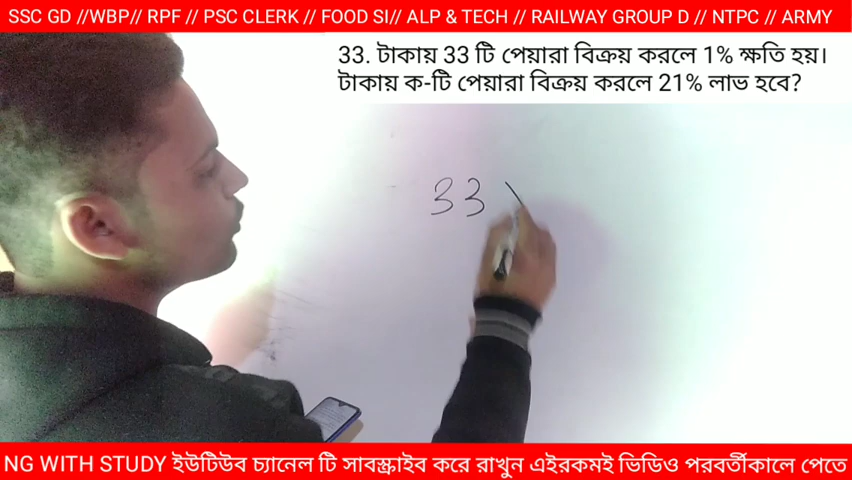 SSC GD //WBP// RPF // PSC CLERK // FOOD SI// ALP & TECH // RAILWAY GROUP D // NTPC // ARMY
33. টাকায় 33 টি পেয়ারা বিক্রয় করলে 1% ক্ষতি হয়।
টাকায় ক-টি পেয়ারা বিক্রয় করলে 21% লাভ হবে?
33
NG WITH STUDY ইউটিউব চ্যানেল টি সাবস্ক্রাইব করে রাখুন এইরকমই ভিডিও পরবর্তীকালে পেতে